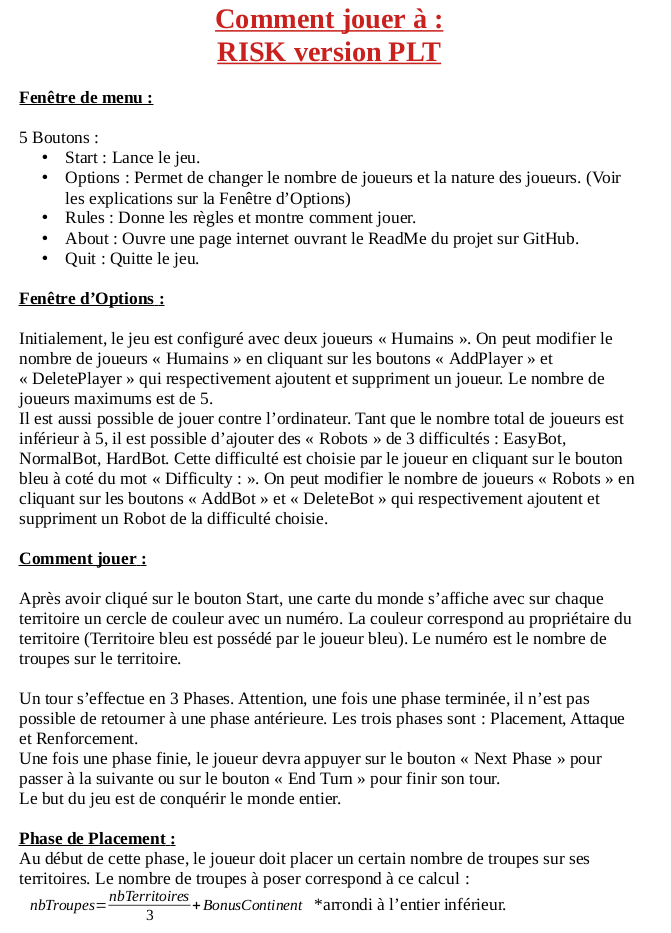 Comment jouer à :
RISK version PLT
Fenêtre de menu :
5 Boutons :
• Start : Lance le jeu.
• Options : Permet de changer le nombre de joueurs et la nature des joueurs. (Voir
les explications sur la Fenêtre d’Options)
• Rules : Donne les règles et montre comment jouer.
• About : Ouvre une page internet ouvrant le ReadMe du projet sur GitHub.
• Quit : Quitte le jeu.
Fenêtre d’Options :
Initialement, le jeu est configuré avec deux joueurs « Humains ». On peut modifier le
nombre de joueurs « Humains » en cliquant sur les boutons « AddPlayer » et
« DeletePlayer » qui respectivement ajoutent et suppriment un joueur. Le nombre de
joueurs maximums est de 5.
Il est aussi possible de jouer contre l’ordinateur. Tant que le nombre total de joueurs est
inférieur à 5, il est possible d’ajouter des « Robots » de 3 difficultés : EasyBot,
NormalBot, HardBot. Cette difficulté est choisie par le joueur en cliquant sur le bouton
bleu à coté du mot « Difficulty : ». On peut modifier le nombre de joueurs « Robots » en
cliquant sur les boutons « AddBot » et « DeleteBot » qui respectivement ajoutent et
suppriment un Robot de la difficulté choisie.
Comment jouer :
Après avoir cliqué sur le bouton Start, une carte du monde s’affiche avec sur chaque
territoire un cercle de couleur avec un numéro. La couleur correspond au propriétaire du
territoire (Territoire bleu est possédé par le joueur bleu). Le numéro est le nombre de
troupes sur le territoire.
Un tour s’effectue en 3 Phases. Attention, une fois une phase terminée, il n’est pas
possible de retourner à une phase antérieure. Les trois phases sont : Placement, Attaque
et Renforcement.
Une fois une phase finie, le joueur devra appuyer sur le bouton « Next Phase » pour
passer à la suivante ou sur le bouton « End Turn » pour finir son tour.
Le but du jeu est de conquérir le monde entier.
Phase de Placement :
Au début de cette phase, le joueur doit placer un certain nombre de troupes sur ses
territoires. Le nombre de troupes à poser correspond à ce calcul :
nbTroupes=nbTerritoires/3+BonusContinent *arrondi à l’entier inférieur.